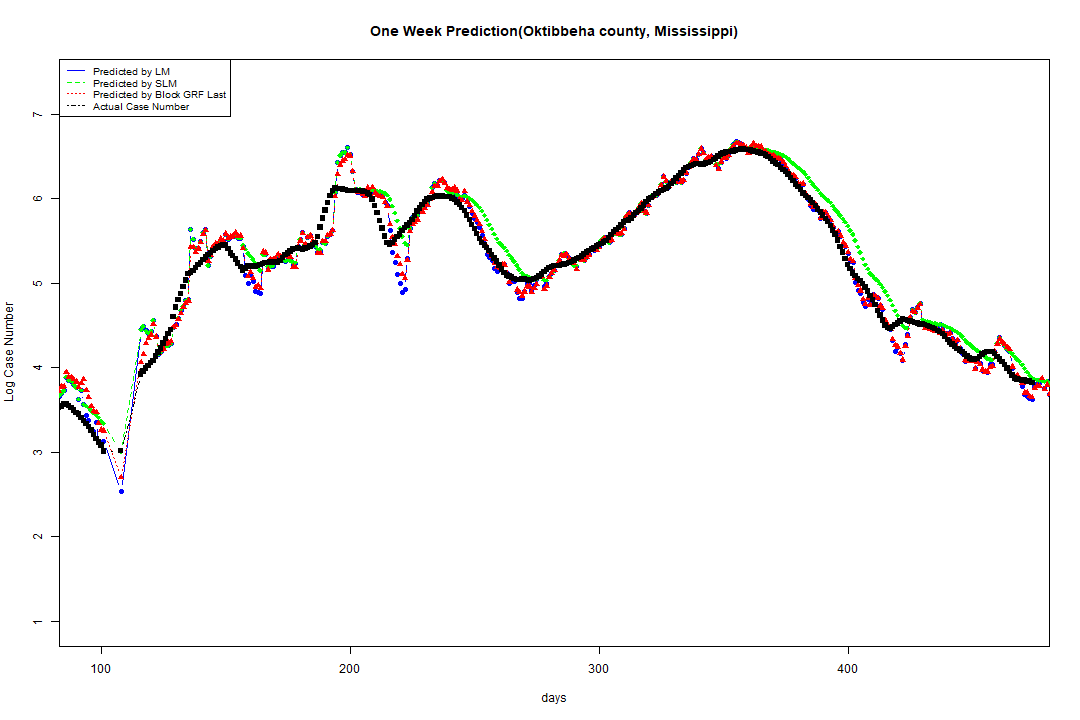 One Week Prediction(Oktibbeha county, Mississippi)
Predicted by LM
Predicted by SLM
Predicted by Block GRF Last
Actual Case Number
7
6
5
4
3
2
1
Log Case Number
100
200
300
400
days